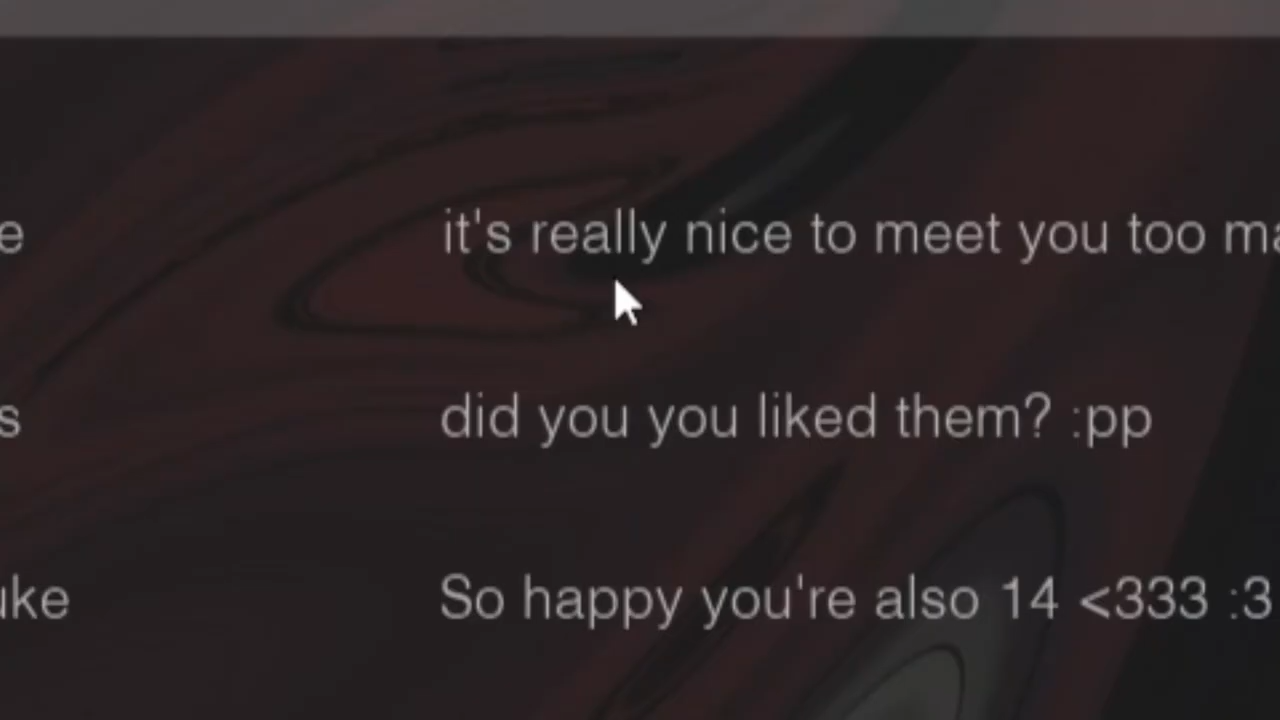 it's really nice to meet you too
did you you liked them? :pp
So happy you're also 14 <333 :3